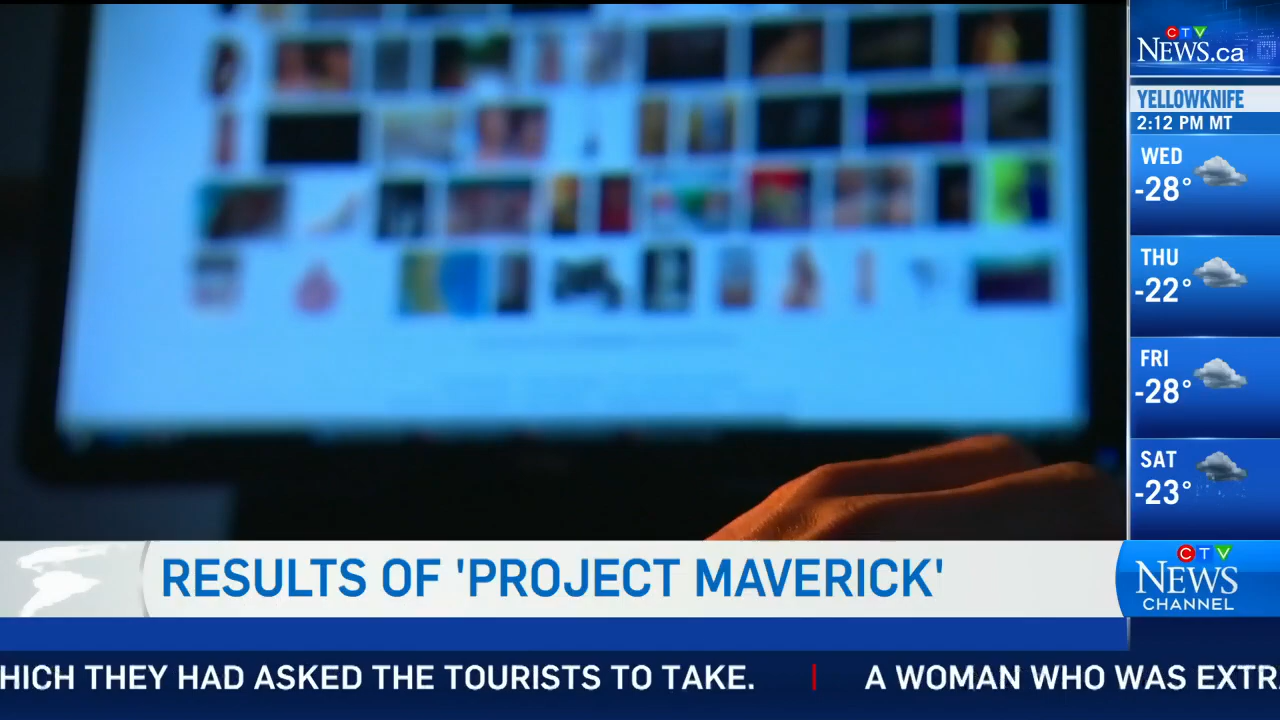 CTV
NEWS.ca
YELLOWKNIFE
2:12 PM MT
WED
-28°
THU
-22°
FRI
-28°
SAT
-23°
RESULTS OF 'PROJECT MAVERICK'
CTV
NEWS
CHANNEL
HICH THEY HAD ASKED THE TOURISTS TO TAKE. | A WOMAN WHO WAS EXTR